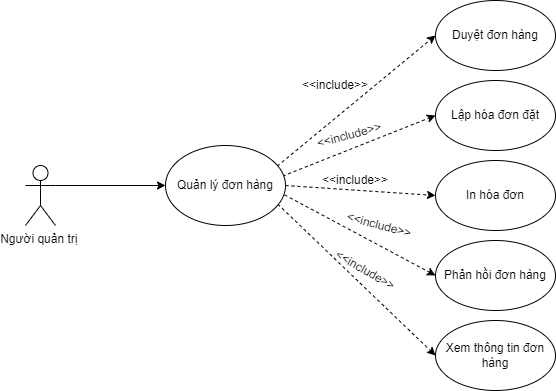 Duyệt đơn hàng
<<include>>
Lập hóa đơn đặt
<<include>>
Quản lý đơn hàng
<<include>>
In hóa đơn
Người quản trị
<<include>>
Phản hồi đơn hàng
<<include>>
Xem thông tin đơn
hàng